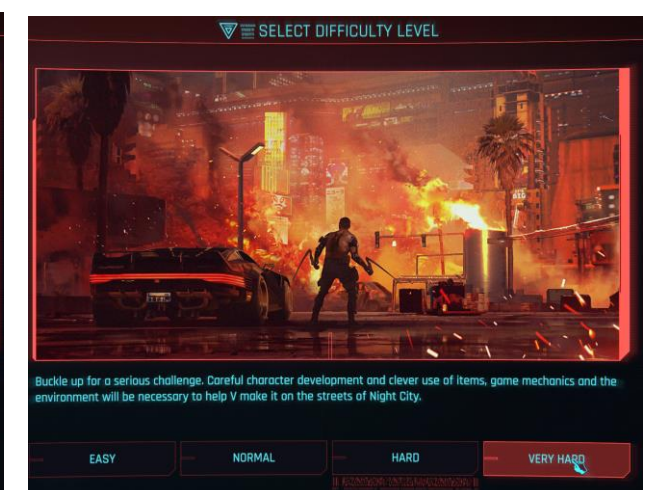 SELECT DIFFICULTY LEVEL
Buckle up for a serious challenge. Careful character development and clever use of items, game mechanics and the
environment will be necessary to help V make it on the streets of Night City.
EASY
NORMAL
HARD
VERY HARD